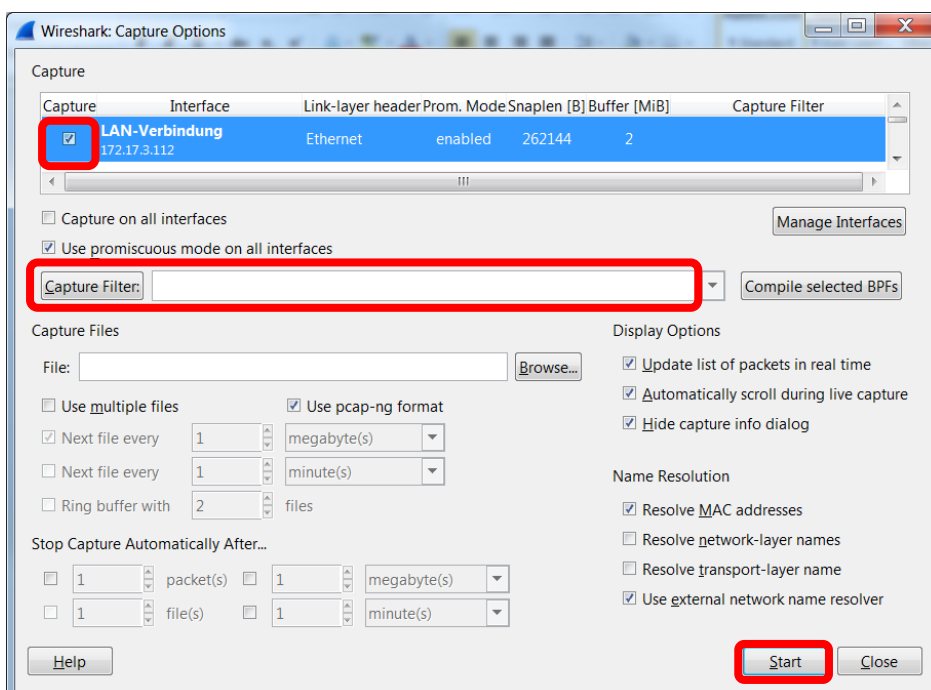 Wireshark: Capture Options
Capture
Capture Interface Link-layer header Prom. Mode Snaplen [B] Buffer [MiB] Capture Filter
LAN-Verbindung
172.17.3.112
Ethernet enabled 262144 2
Capture on all interfaces
Manage Interfaces
Use promiscuous mode on all interfaces
Capture Filter:
Compile selected BPFs
Capture Files
Display Options
File:
Browse...
Update list of packets in real time
Automatically scroll during live capture
Use multiple files
Use pcap-ng format
Hide capture info dialog
Next file every 1 megabyte(s)
Next file every 1 minute(s)
Name Resolution
Ring buffer with 2 files
Resolve MAC addresses
Resolve network-layer names
Stop Capture Automatically After...
Resolve transport-layer name
1 packet(s) 1 megabyte(s)
Use external network name resolver
1 file(s) 1 minute(s)
Help
Start
Close